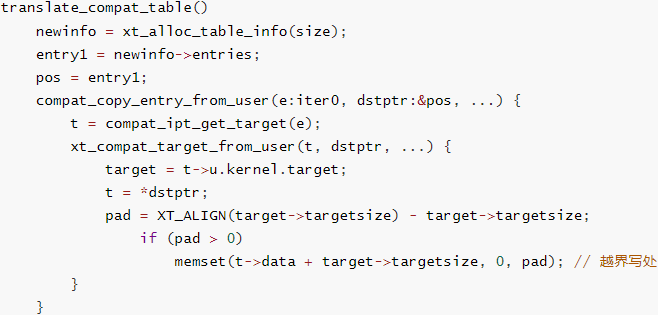 translate_compat_table()
    newinfo = xt_alloc_table_info(size);
    entry1 = newinfo->entries;
    pos = entry1;
    compat_copy_entry_from_user(e:iter0, dstptr:&pos, ...) {
        t = compat_ipt_get_target(e);
        xt_compat_target_from_user(t, dstptr, ...) {
            target = t->u.kernel.target;
            t = *dstptr;
            pad = XT_ALIGN(target->targetsize) - target->targetsize;
                if (pad > 0)
                    memset(t->data + target->targetsize, 0, pad); // 越界写处
        }
    }